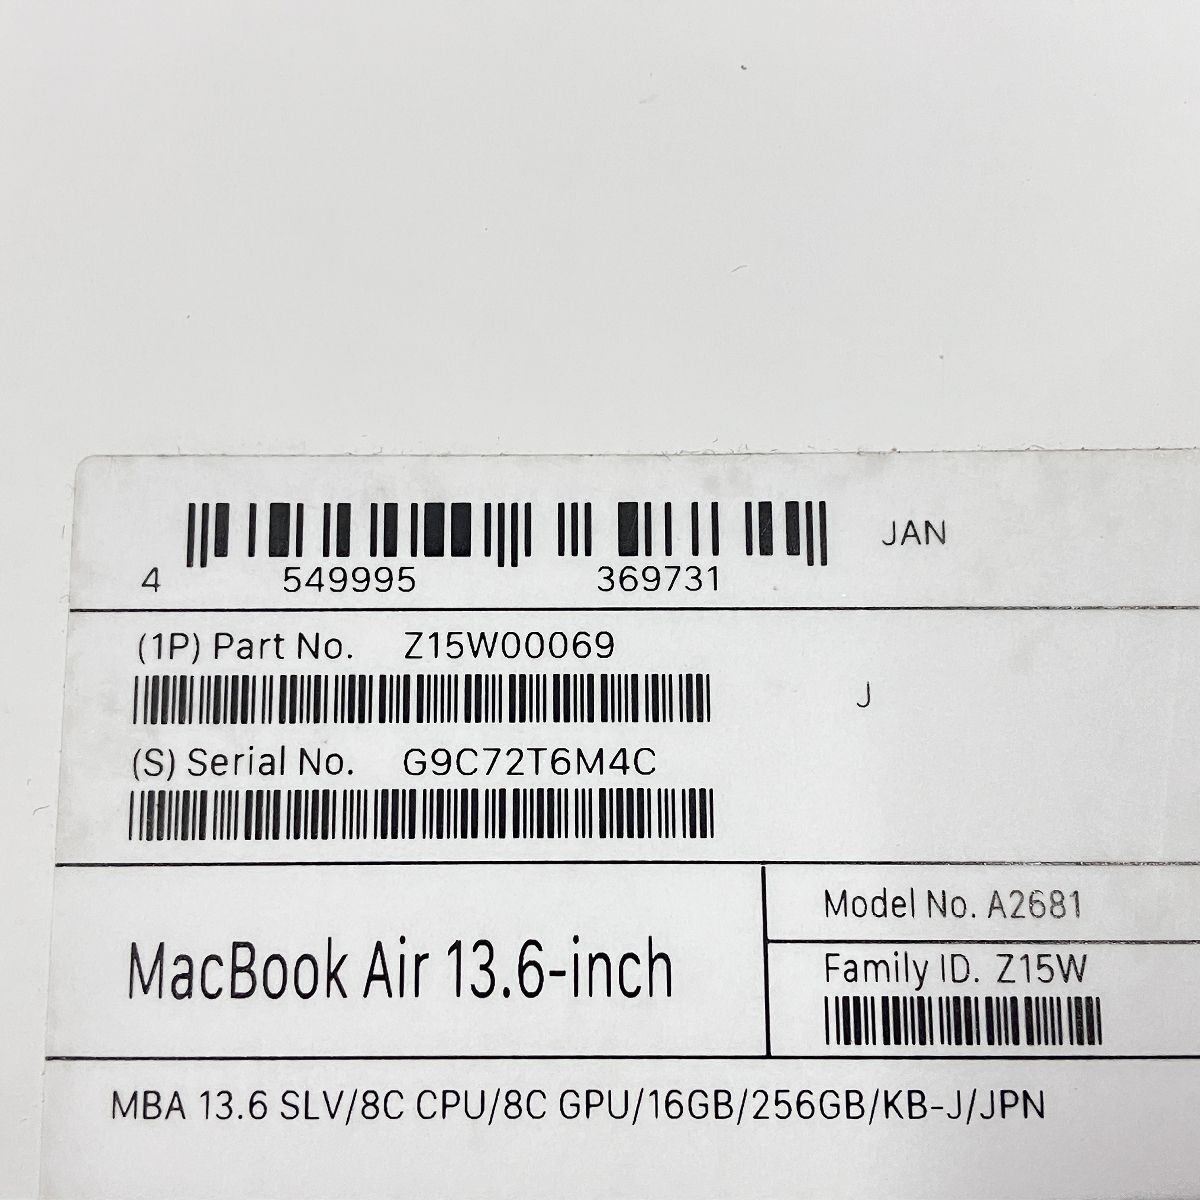 JAN
4 549995 369731
(1P) Part No. Z15W00069
J
(S) Serial No. G9C72T6M4C
MacBook Air 13.6-inch
Model No. A2681
Family ID. Z15W
MBA 13.6 SLV/8C CPU/8C GPU/16GB/256GB/KB-J/JPN